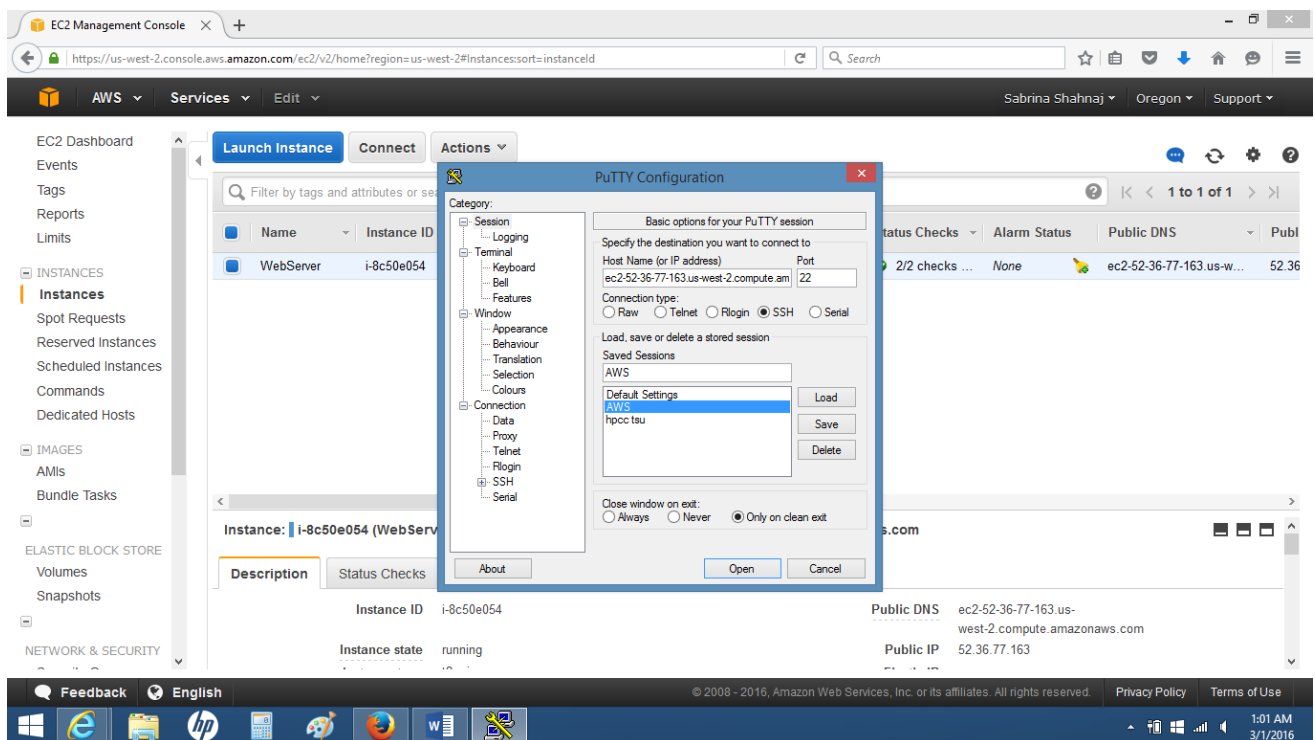 EC2 Management Console
https://us-west-2.console.aws.amazon.com/ec2/v2/home?region=us-west-2#Instances:sort=instanceId
Search
AWS Services Edit
Sabrina Shahnaj Oregon Support
EC2 Dashboard
Events
Tags
Reports
Limits
INSTANCES
Instances
Spot Requests
Reserved Instances
Scheduled Instances
Commands
Dedicated Hosts
IMAGES
AMIs
Bundle Tasks
ELASTIC BLOCK STORE
Volumes
Snapshots
NETWORK & SECURITY
Launch Instance Connect Actions
Filter by tags and attributes or
1 to 1 of 1
Name Instance ID
Checks Alarm Status Public DNS
WebServer i-8c50e054
2/2 checks ... None ec2-52-36-77-163.us-w... 52.36
PuTTY Configuration
Category:
Session
Logging
Terminal
Keyboard
Bell
Features
Window
Appearance
Behaviour
Translation
Selection
Colours
Connection
Data
Proxy
Telnet
Rlogin
SSH
Serial
Basic options for your PuTTY session
Specify the destination you want to connect to
Host Name (or IP address) Port
ec2-52-36-77-163.us-west-2.compute.am 22
Connection type:
Raw Telnet Rlogin SSH Serial
Load, save or delete a stored session
Saved Sessions
AWS
Default Settings
AWS
hpcc tsu
Load
Save
Delete
Close window on exit:
Always Never Only on clean exit
About Open Cancel
Instance: i-8c50e054 (WebServ
s.com
Description Status Checks
Instance ID i-8c50e054
Public DNS ec2-52-36-77-163.us-
west-2.compute.amazonaws.com
Instance state running
Public IP 52.36.77.163
Feedback English
© 2008 - 2016, Amazon Web Services, Inc. or its affiliates. All rights reserved. Privacy Policy Terms of Use
1:01 AM
3/1/2016